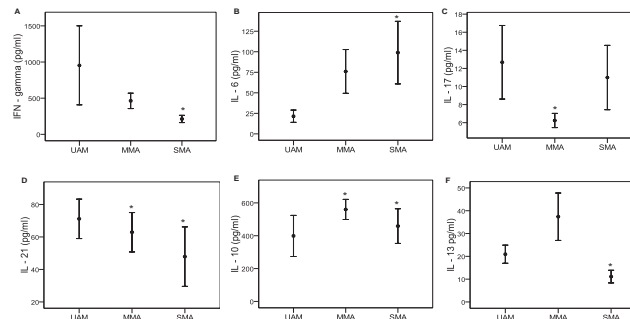 A
IFN - gamma (pg/ml)
1500
1000
500
0
UAM MMA SMA
*
B
IL - 6 (pg/ml)
125
100
75
50
25
0
UAM MMA SMA
*
C
IL - 17 (pg/ml)
18
16
14
12
10
8
6
UAM MMA SMA
*
D
IL - 21 (pg/ml)
80
60
40
20
UAM MMA SMA
* *
E
IL - 10 (pg/ml)
600
400
200
0
UAM MMA SMA
* *
F
IL - 13 pg/ml)
50
40
30
20
10
0
UAM MMA SMA
*